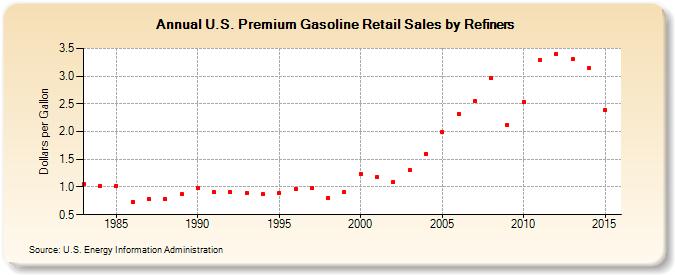 Annual U.S. Premium Gasoline Retail Sales by Refiners
Dollars per Gallon
3.5
3.0
2.5
2.0
1.5
1.0
0.5
1985 1990 1995 2000 2005 2010 2015
Source: U.S. Energy Information Administration